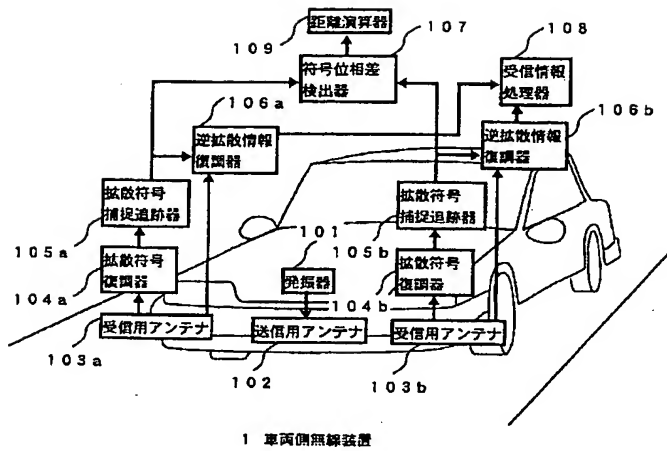 109
距離演算器
107
108
符号位相差
検出器
受信情報
処理器
106a
106b
逆拡散情報
復調器
逆拡散情報
復調器
拡散符号
捕捉追跡器
拡散符号
捕捉追跡器
105a
101
105b
拡散符号
復調器
発振器
拡散符号
復調器
104a
104b
受信用アンテナ
送信用アンテナ
受信用アンテナ
103a
102
103b
1 車両側無線装置